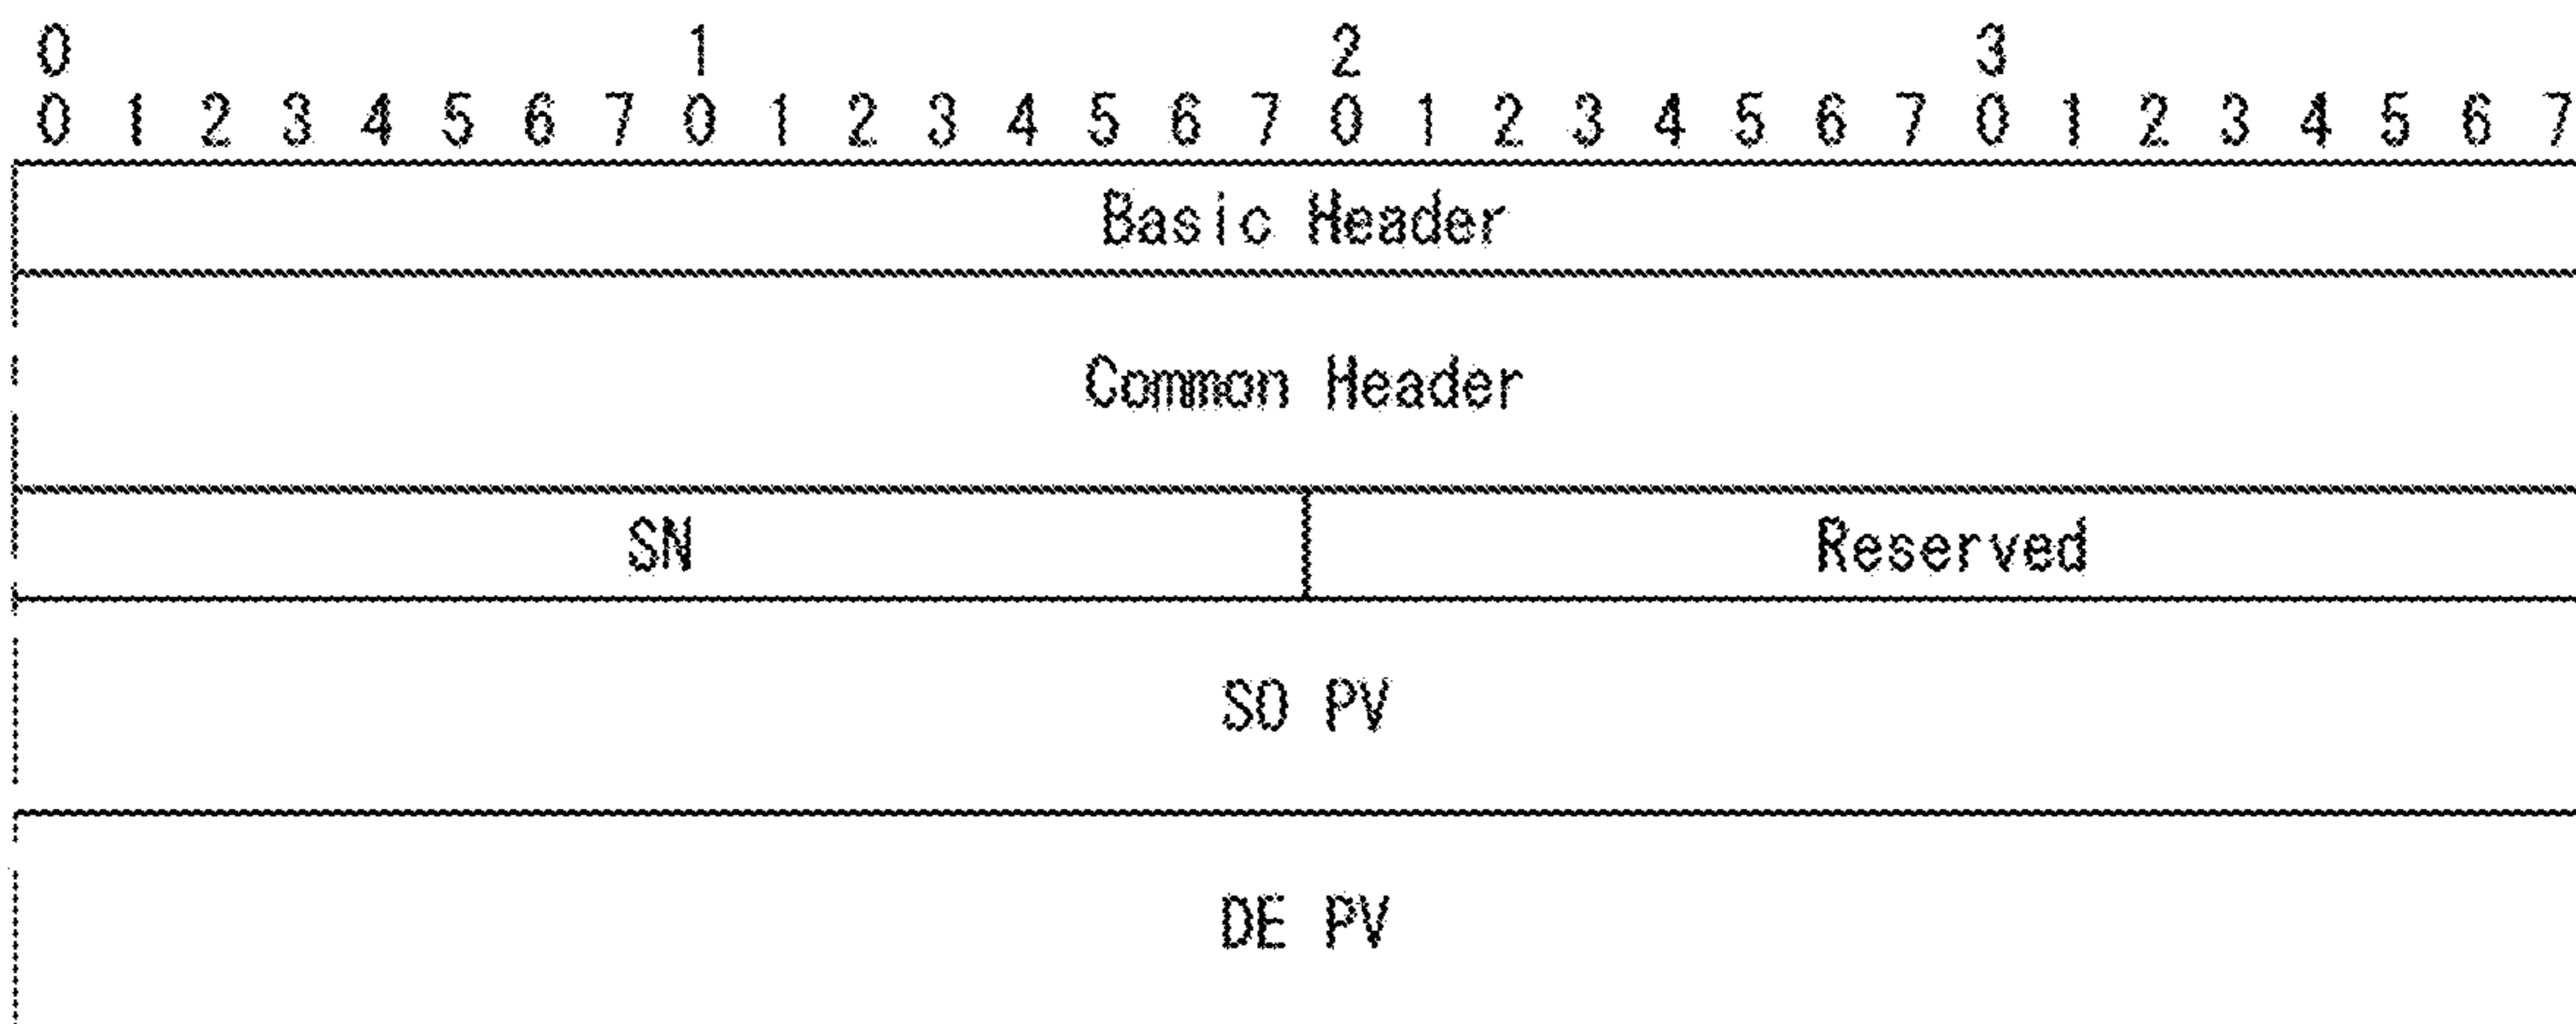 0 1 2 3
0 1 2 3 4 5 6 7 0 1 2 3 4 5 6 7 0 1 2 3 4 5 6 7 0 1 2 3 4 5 6 7
Basic Header
Common Header
SN Reserved
SO PV
DE PV